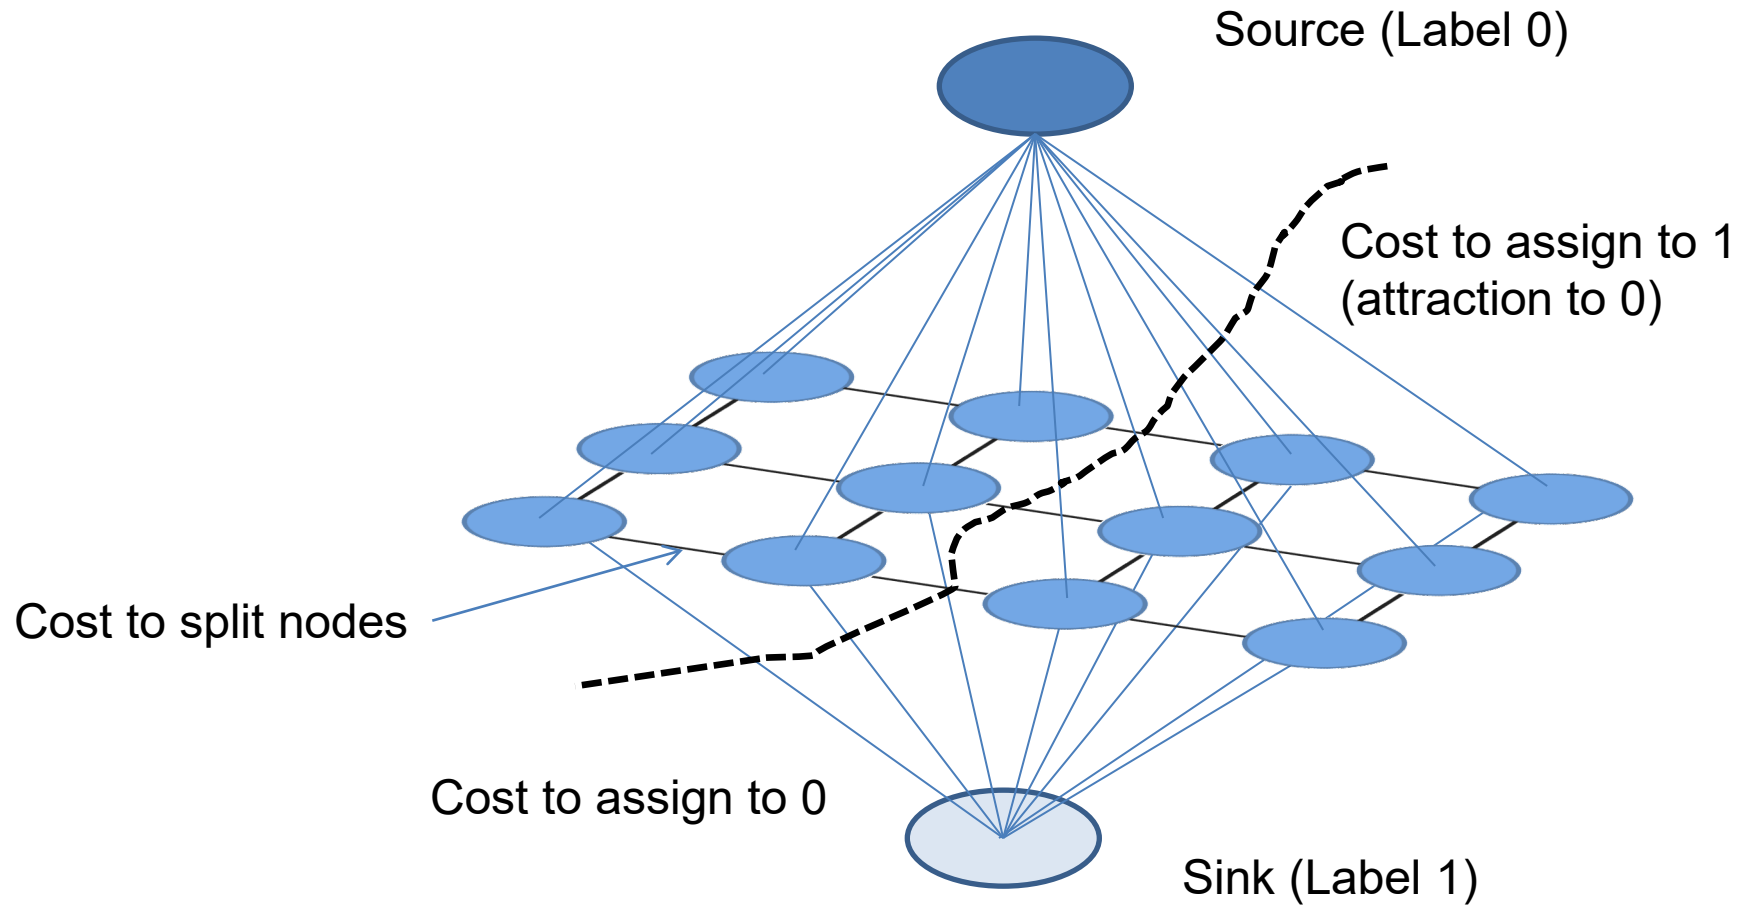 Source (Label 0)
Cost to assign to 1
(attraction to 0)
Cost to split nodes
Cost to assign to 0
Sink (Label 1)